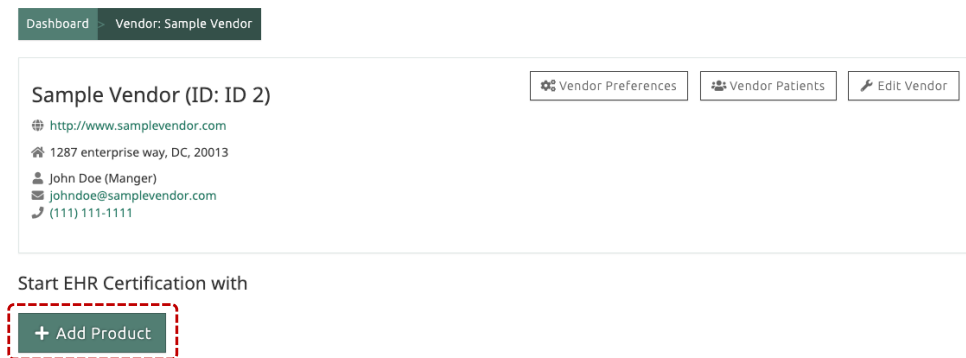 Dashboard > Vendor: Sample Vendor
Sample Vendor (ID: ID 2)
Vendor Preferences
Vendor Patients
Edit Vendor
http://www.samplevendor.com
1287 enterprise way, DC, 20013
John Doe (Manger)
johndoe@samplevendor.com
(111) 111-1111
Start EHR Certification with
+ Add Product